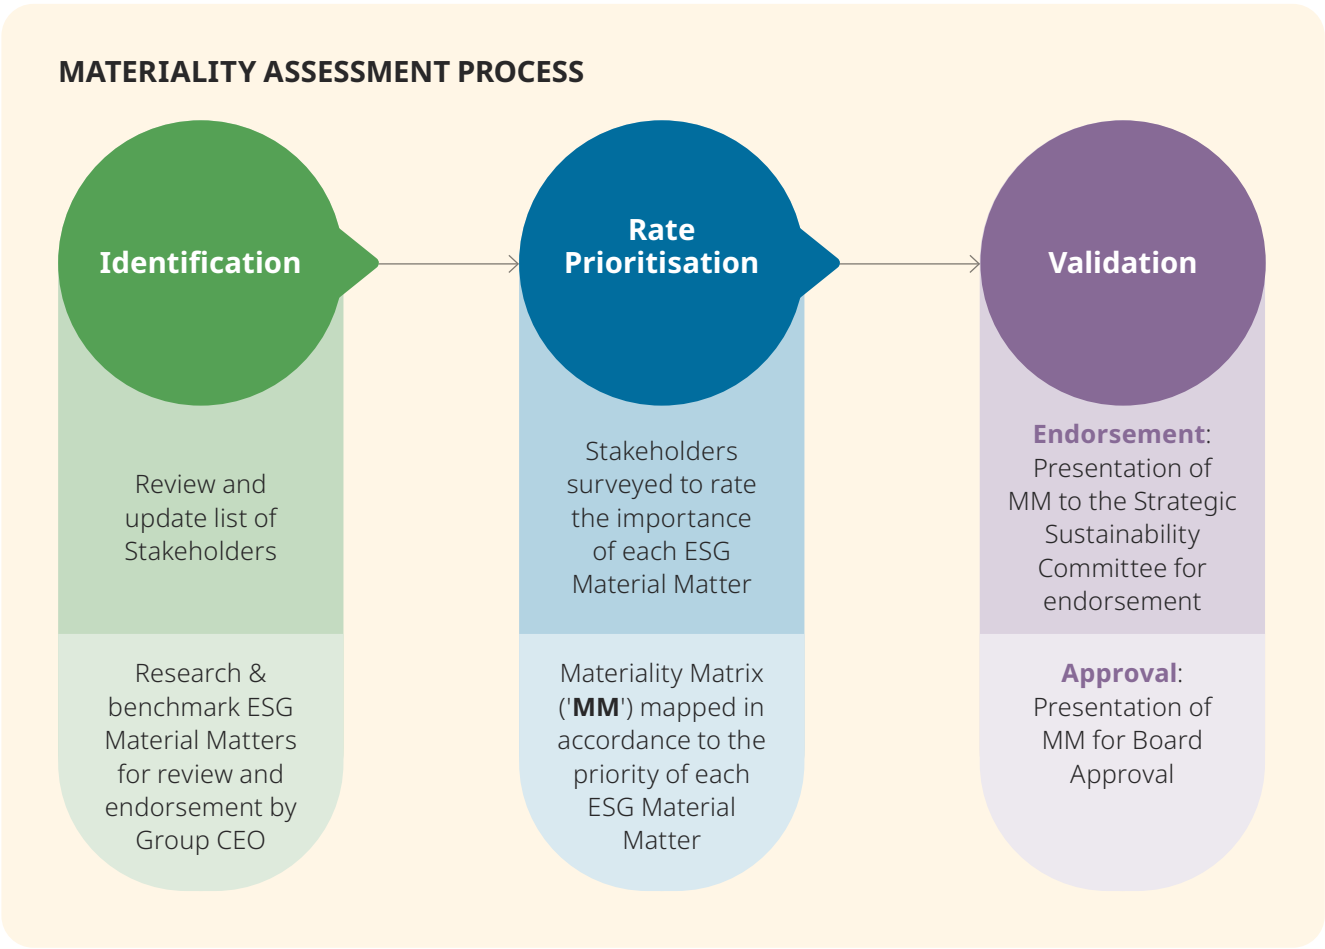 MATERIALITY ASSESSMENT PROCESS
Identification
Review and
update list of
Stakeholders
Research &
benchmark ESG
Material Matters
for review and
endorsement by
Group CEO
Rate
Prioritisation
Stakeholders
surveyed to rate
the importance
of each ESG
Material Matter
Materiality Matrix
('MM') mapped in
accordance to the
priority of each
ESG Material
Matter
Validation
Endorsement:
Presentation of
MM to the Strategic
Sustainability
Committee for
endorsement
Approval:
Presentation of
MM for Board
Approval